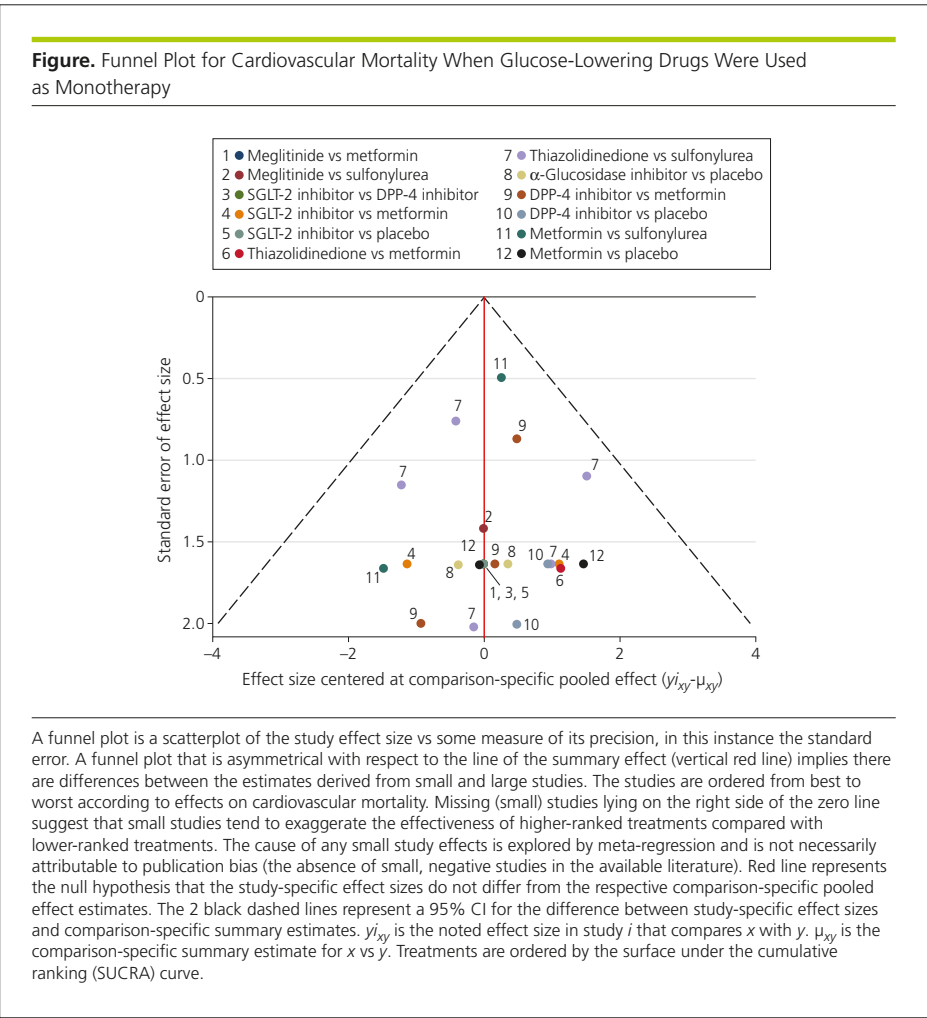 Figure. Funnel Plot for Cardiovascular Mortality When Glucose-Lowering Drugs Were Used
as Monotherapy
1 Meglitinide vs metformin
2 Meglitinide vs sulfonylurea
3 SGLT-2 inhibitor vs DPP-4 inhibitor
4 SGLT-2 inhibitor vs metformin
5 SGLT-2 inhibitor vs placebo
6 Thiazolidinedione vs metformin
7 Thiazolidinedione vs sulfonylurea
8 α-Glucosidase inhibitor vs placebo
9 DPP-4 inhibitor vs metformin
10 DPP-4 inhibitor vs placebo
11 Metformin vs sulfonylurea
12 Metformin vs placebo
Standard error of effect size
0
0.5
1.0
1.5
2.0
11
7
9
7
7
2
12 9 8 10 7 4 12
4
11
8
6
1, 3, 5
9
7
10
−4 −2 0 2 4
Effect size centered at comparison-specific pooled effect (yixy-μxy)
A funnel plot is a scatterplot of the study effect size vs some measure of its precision, in this instance the standard
error. A funnel plot that is asymmetrical with respect to the line of the summary effect (vertical red line) implies there
are differences between the estimates derived from small and large studies. The studies are ordered from best to
worst according to effects on cardiovascular mortality. Missing (small) studies lying on the right side of the zero line
suggest that small studies tend to exaggerate the effectiveness of higher-ranked treatments compared with
lower-ranked treatments. The cause of any small study effects is explored by meta-regression and is not necessarily
attributable to publication bias (the absence of small, negative studies in the available literature). Red line represents
the null hypothesis that the study-specific effect sizes do not differ from the respective comparison-specific pooled
effect estimates. The 2 black dashed lines represent a 95% CI for the difference between study-specific effect sizes
and comparison-specific summary estimates. yixy is the noted effect size in study i that compares x with y. μxy is the
comparison-specific summary estimate for x vs y. Treatments are ordered by the surface under the cumulative
ranking (SUCRA) curve.